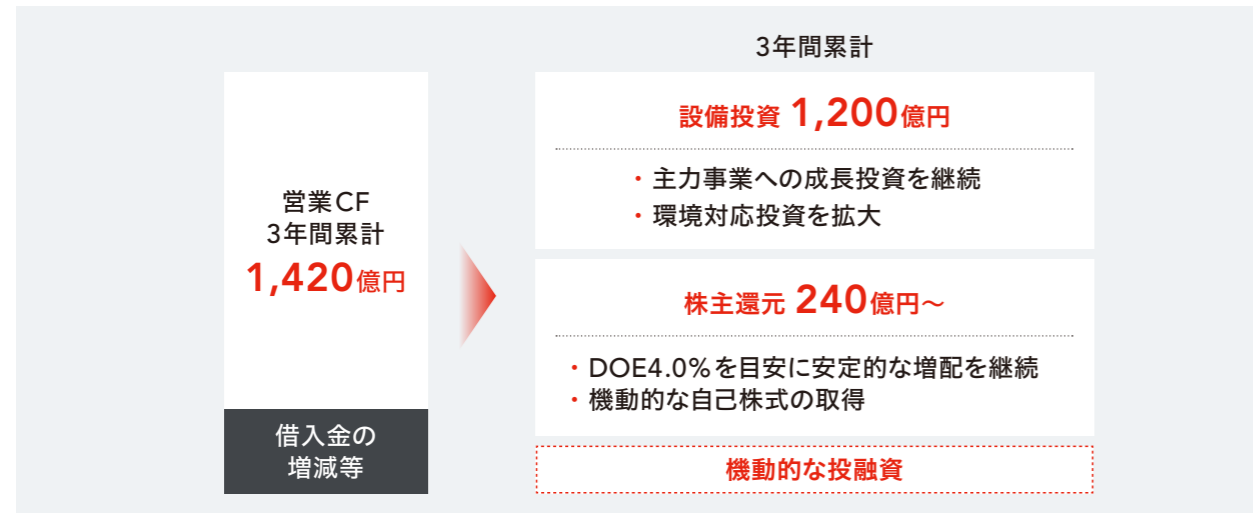 営業CF
3年間累計
1,420億円
借入金の
増減等
3年間累計
設備投資 1,200億円
・主力事業への成長投資を継続
・環境対応投資を拡大
株主還元 240億円～
・DOE4.0%を目安に安定的な増配を継続
・機動的な自己株式の取得
機動的な投融資